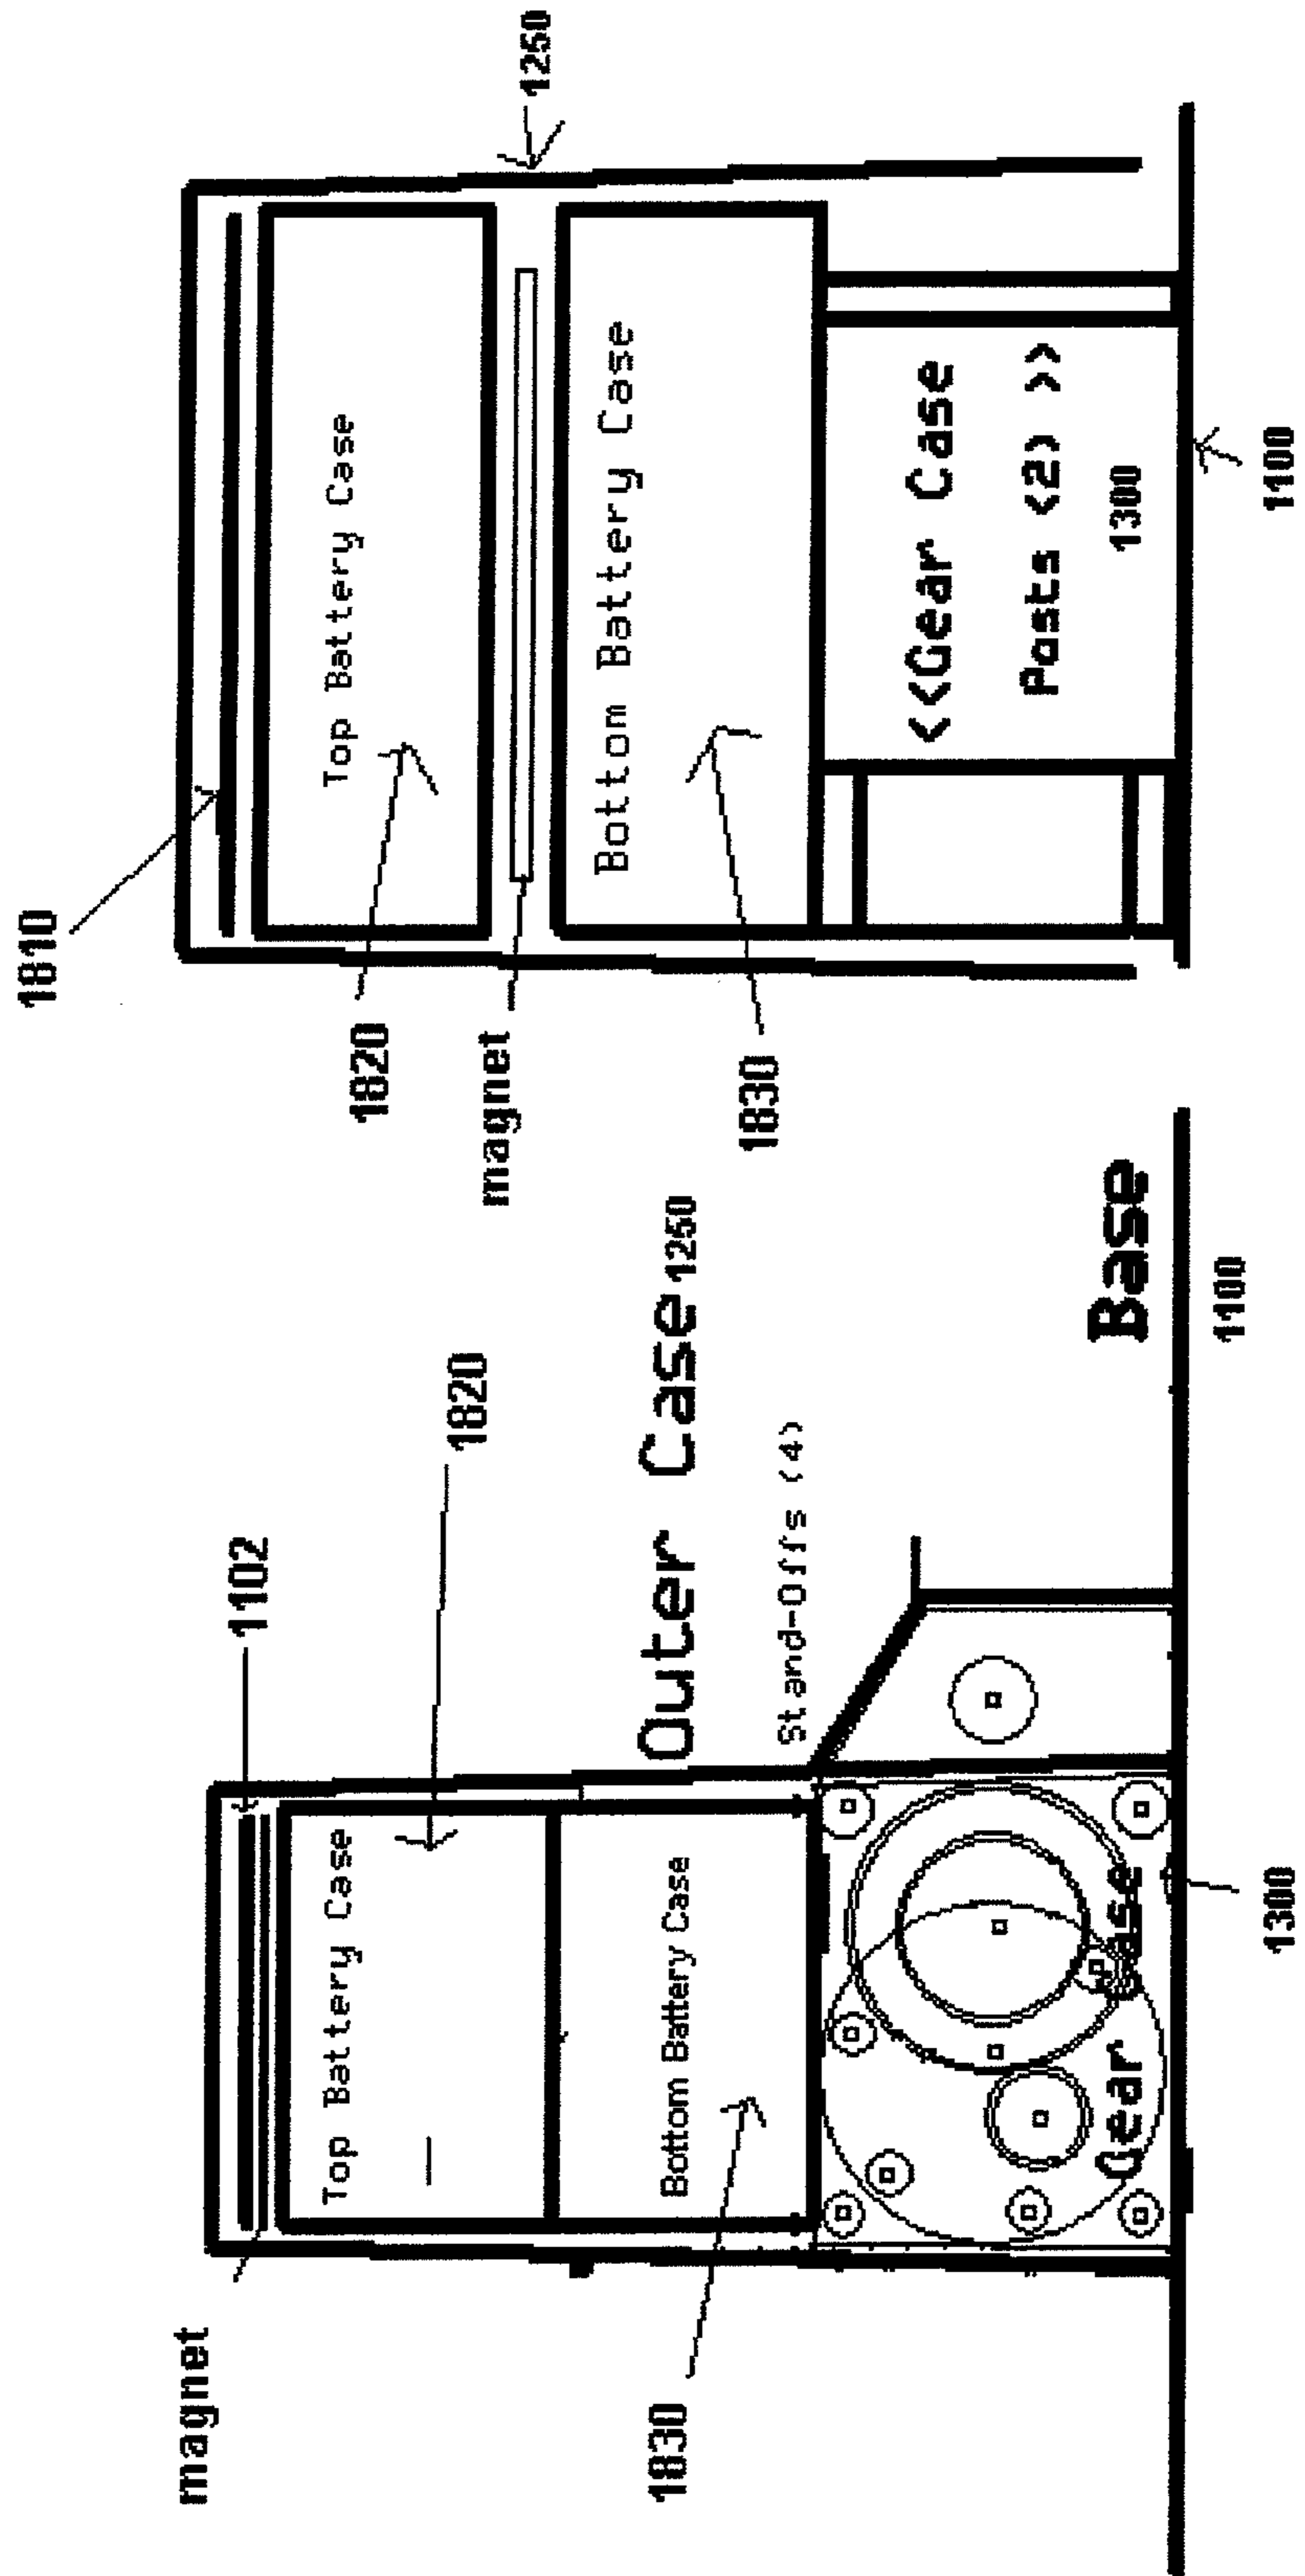 magnet
1102
Top Battery Case
1820
1830
Bottom Battery Case
Outer Case 1250
Stand-Offs (4)
Gear Case
Base
1100
1300
1810
1250
Top Battery Case
1820
magnet
Bottom Battery Case
1830
<<Gear Case
Posts (2) >>
1300
1100